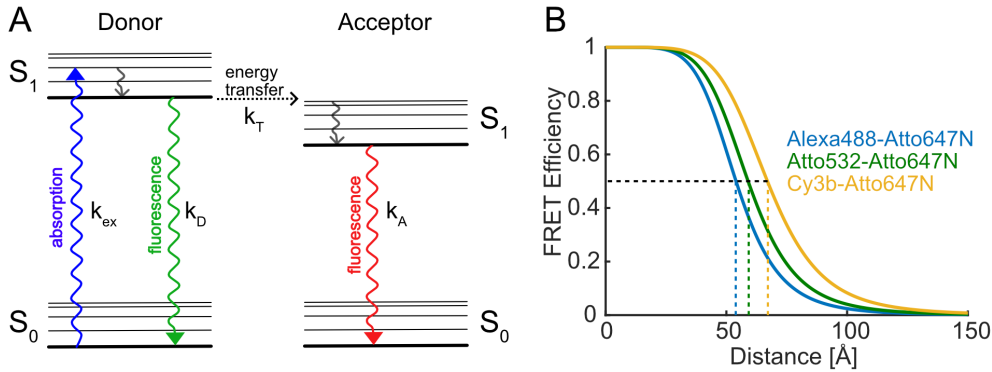 A
Donor
Acceptor
S1
energy
transfer
kT
S1
absorption
kex
fluorescence
kD
fluorescence
kA
S0
S0
B
FRET Efficiency
1
0.8
0.6
0.4
0.2
0
Alexa488-Atto647N
Atto532-Atto647N
Cy3b-Atto647N
0
50
100
150
Distance [Å]